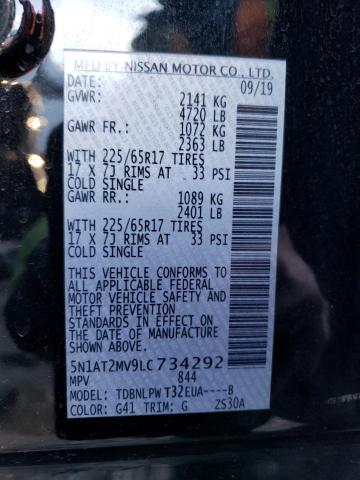 MFD BY NISSAN MOTOR CO., LTD.
DATE: 09/19
GVWR: 2141 KG
4720 LB
GAWR FR.: 1072 KG
2363 LB
WITH 225/65R17 TIRES
17 X 7J RIMS AT 33 PSI
COLD SINGLE
GAWR RR.: 1089 KG
2401 LB
WITH 225/65R17 TIRES
17 X 7J RIMS AT 33 PSI
COLD SINGLE
THIS VEHICLE CONFORMS TO
ALL APPLICABLE FEDERAL
MOTOR VEHICLE SAFETY AND
THEFT PREVENTION
STANDARDS IN EFFECT ON
THE DATE OF MANUFACTURE
SHOWN ABOVE.
5N1AT2MV9LC734292
MPV 844
MODEL: TDBNLPW T32EUA----B
COLOR: G41 TRIM: G ZS30A